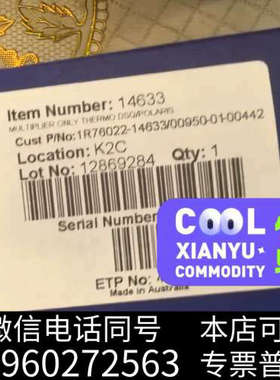 Item Number: 14633
MULTIPLIER ONLY THERMO DSQ/POLARIS
Cust P/No: 1R76022-14633/00950-01-00442
Location: K2C
Lot No: 12869284 Qty: 1
Serial Number
ETP No:
Made in Australia
COOL
XIANYU
COMMODITY
微信电话同号 本店可
960272563 专票普票